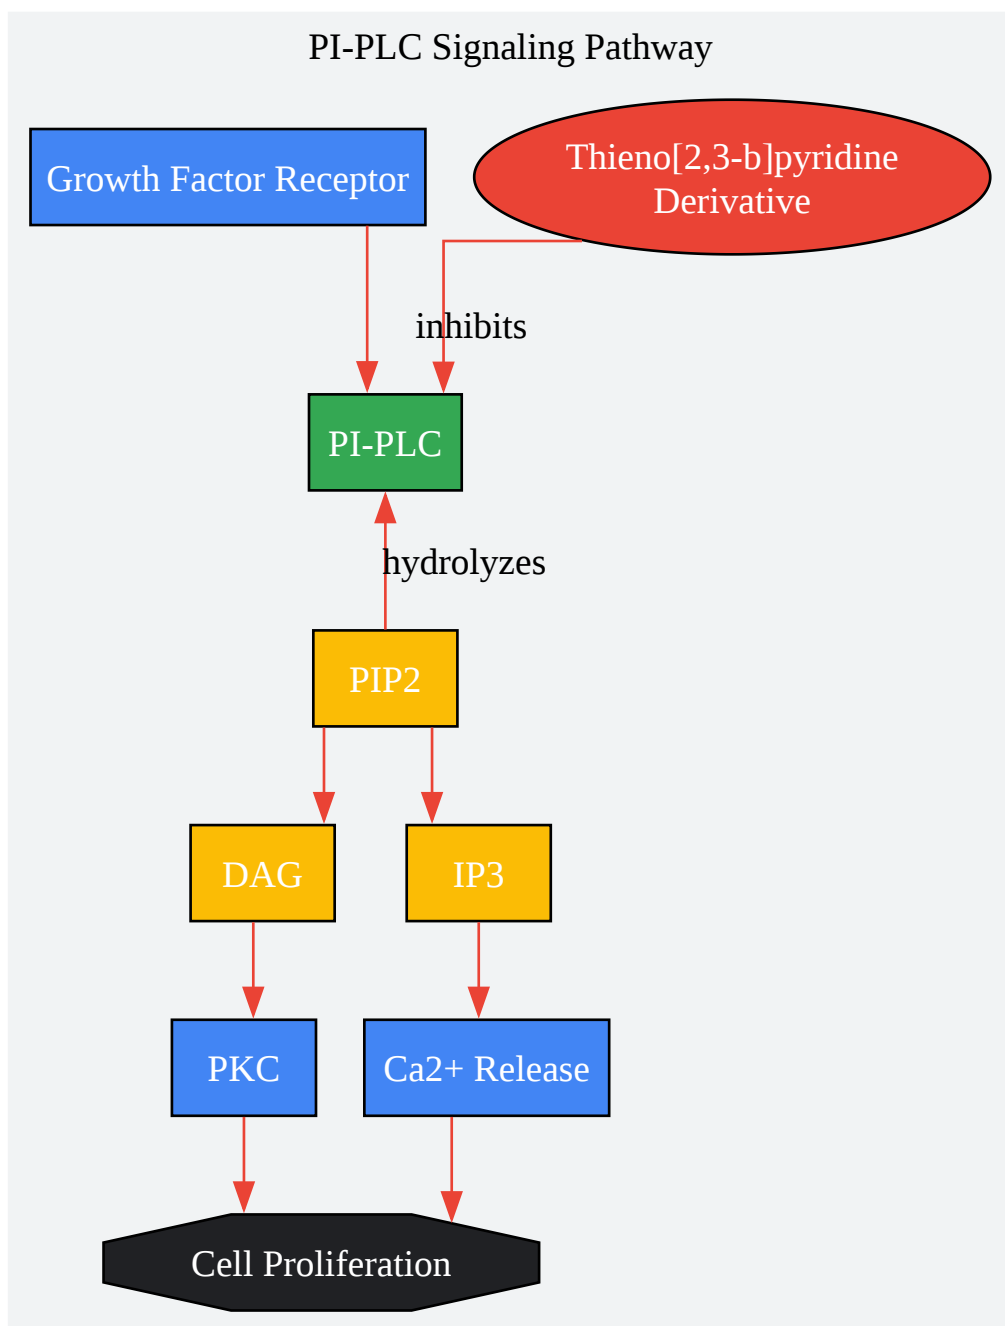 PI-PLC Signaling Pathway
Growth Factor Receptor
Thieno[2,3-b]pyridine
Derivative
inhibits
PI-PLC
hydrolyzes
PIP2
DAG
IP3
PKC
Ca2+ Release
Cell Proliferation